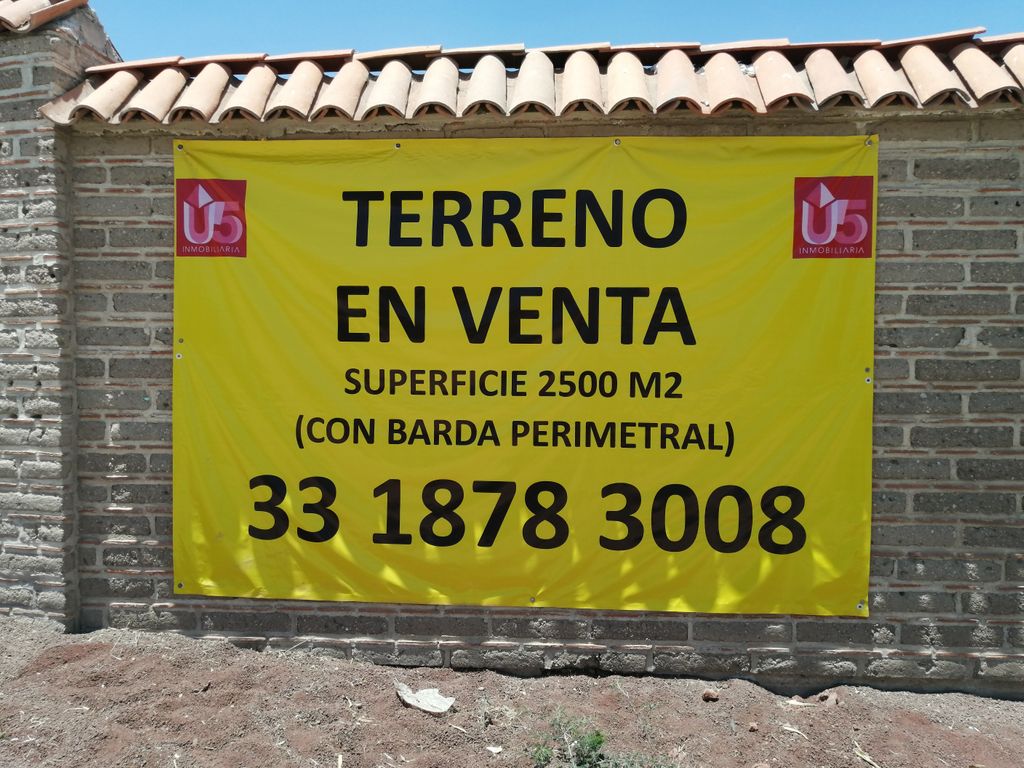 TERRENO
EN VENTA
SUPERFICIE 2500 M2
(CON BARDA PERIMETRAL)
33 1878 3008
U5
INMOBILIARIA
U5
INMOBILIARIA